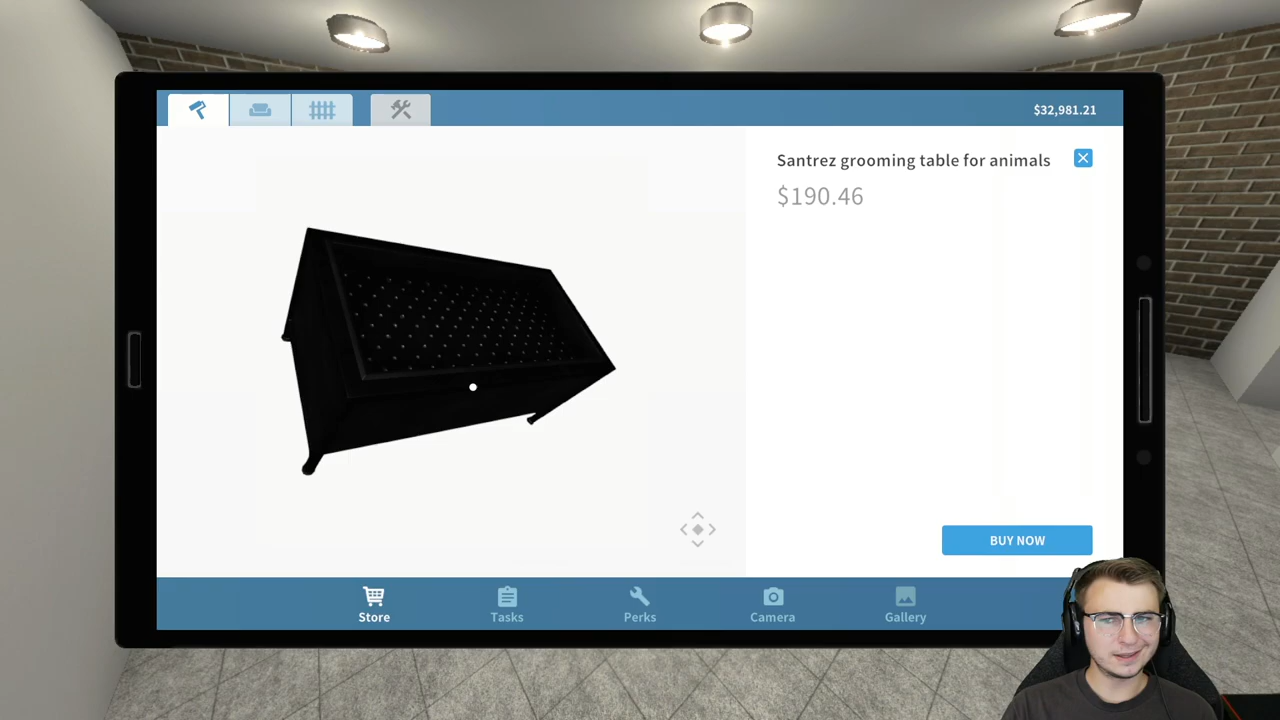 $32,981.21
Santrez grooming table for animals
$190.46
BUY NOW
Store
Tasks
Perks
Camera
Gallery